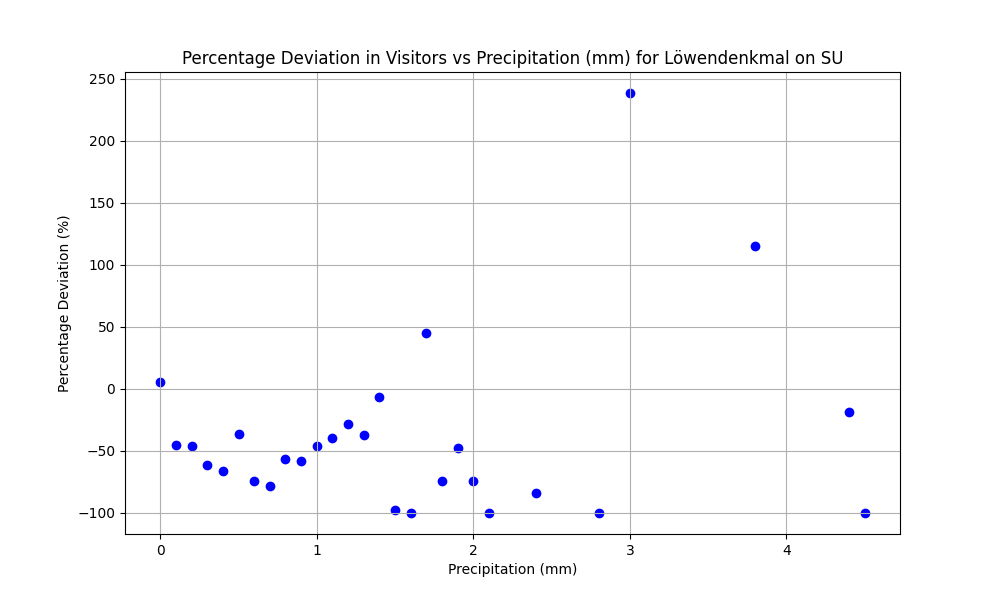 Percentage Deviation in Visitors vs Precipitation (mm) for Löwendenkmal on SU
250
200
150
100
50
0
−50
−100
Percentage Deviation (%)
0 1 2 3 4
Precipitation (mm)